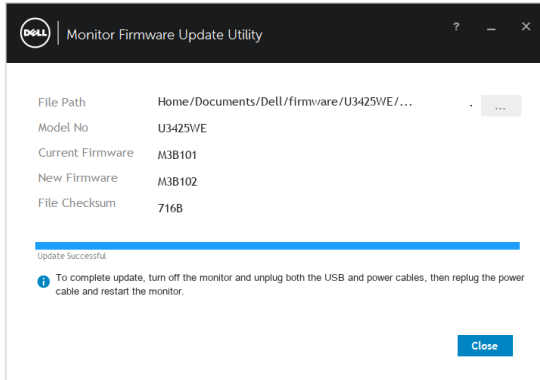 DELL
Monitor Firmware Update Utility
? _ ×
File Path Home/Documents/Dell/firmware/U3425WE/... . ...
Model No U3425WE
Current Firmware M3B101
New Firmware M3B102
File Checksum 716B
Update Successful
To complete update, turn off the monitor and unplug both the USB and power cables, then replug the power
cable and restart the monitor.
Close